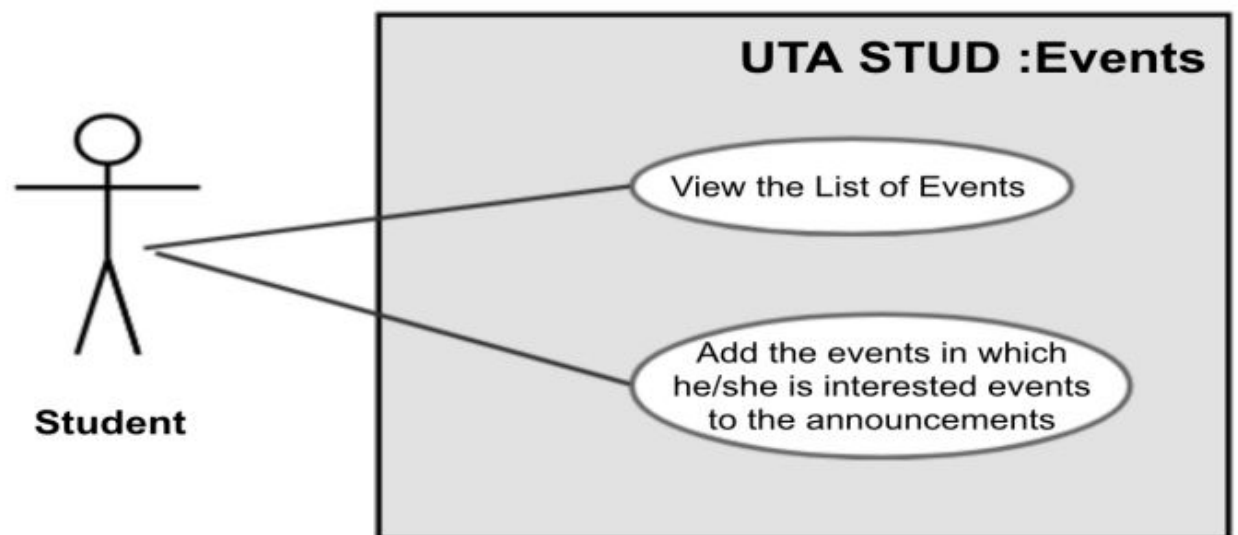 UTA STUD :Events
View the List of Events
Add the events in which
he/she is interested events
to the announcements
Student